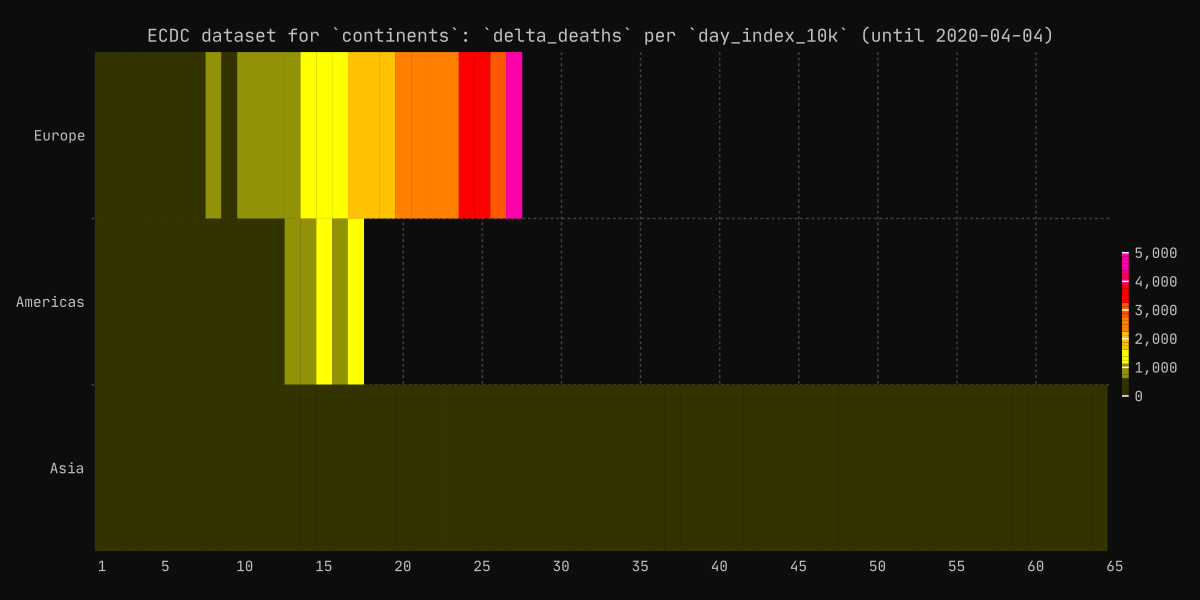 ECDC dataset for `continents`: `delta_deaths` per `day_index_10k` (until 2020-04-04)
Europe
Americas
Asia
5,000
4,000
3,000
2,000
1,000
0
1 5 10 15 20 25 30 35 40 45 50 55 60 65